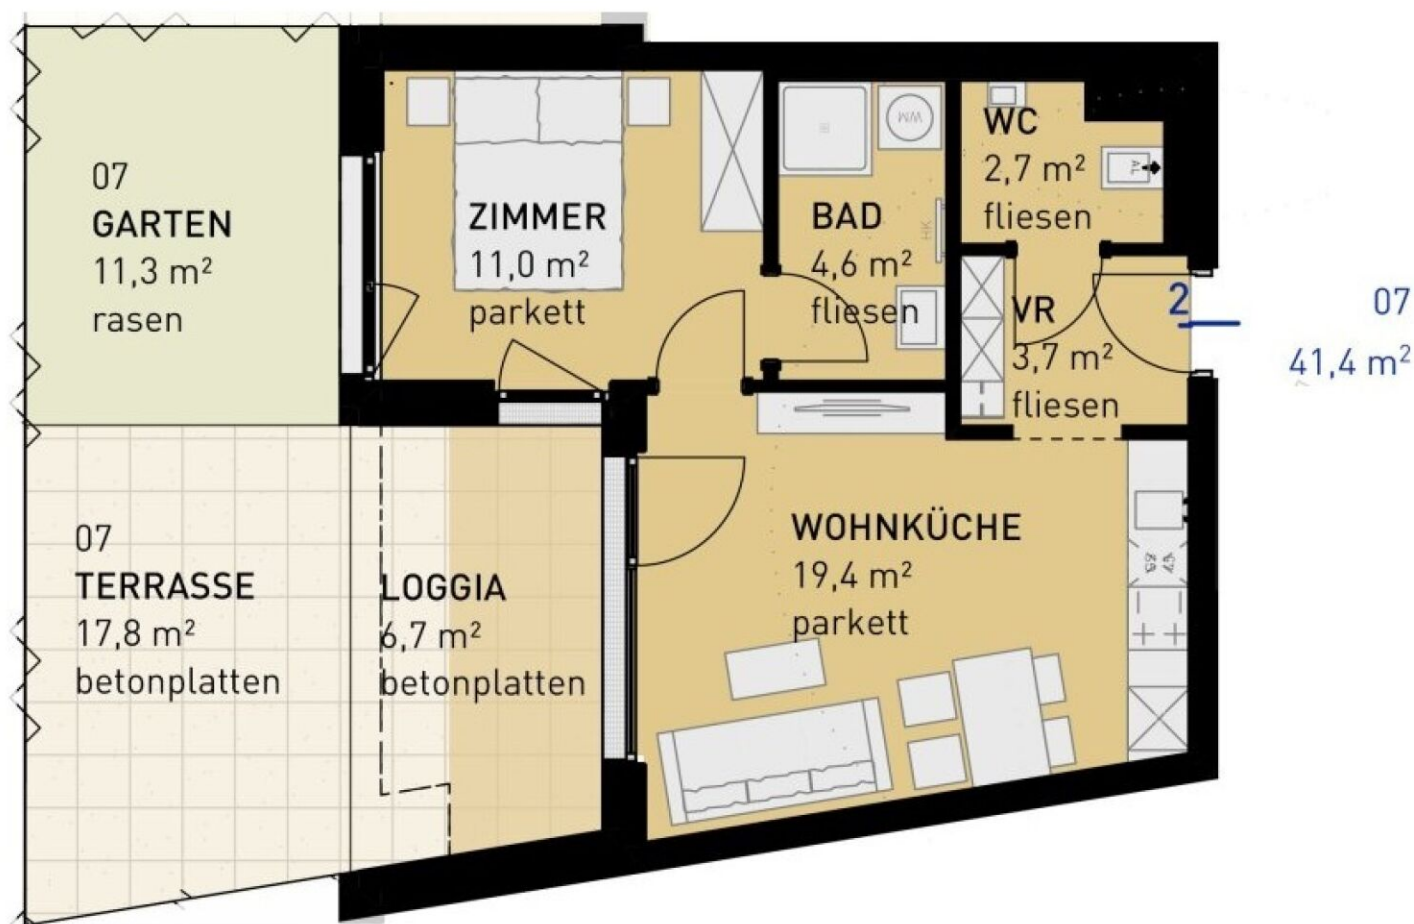 07
GARTEN
11,3 m²
rasen
ZIMMER
11,0 m²
parkett
WM
BAD
4,6 m²
fliesen
HK
WC
2,7 m²
fliesen
AL
VR
3,7 m²
fliesen
2
07
41,4 m²
07
TERRASSE
17,8 m²
betonplatten
LOGGIA
6,7 m²
betonplatten
WOHNKÜCHE
19,4 m²
parkett